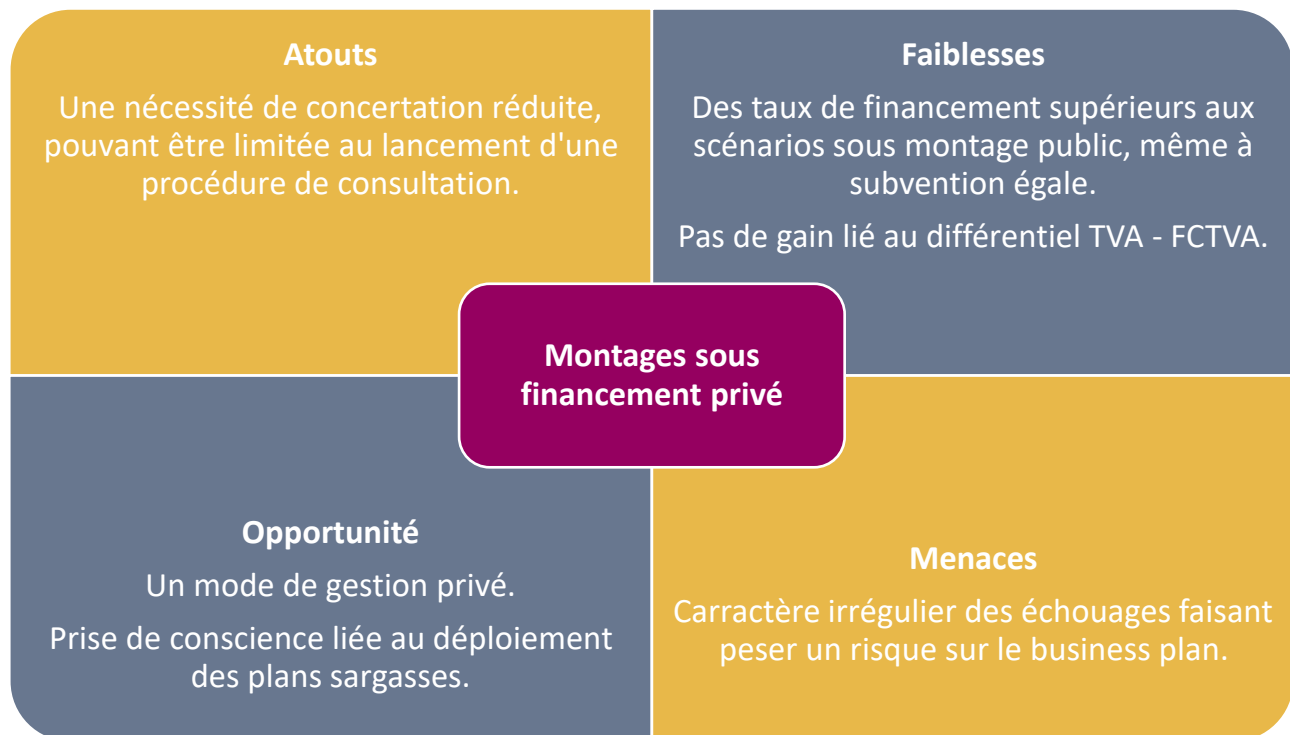 Atouts
Une nécessité de concertation réduite,
pouvant être limitée au lancement d'une
procédure de consultation.
Faiblesses
Des taux de financement supérieurs aux
scénarios sous montage public, même à
subvention égale.
Pas de gain lié au différentiel TVA - FCTVA.
Montages sous
financement privé
Opportunité
Un mode de gestion privé.
Prise de conscience liée au déploiement
des plans sargasses.
Menaces
Carractère irrégulier des échouages faisant
peser un risque sur le business plan.